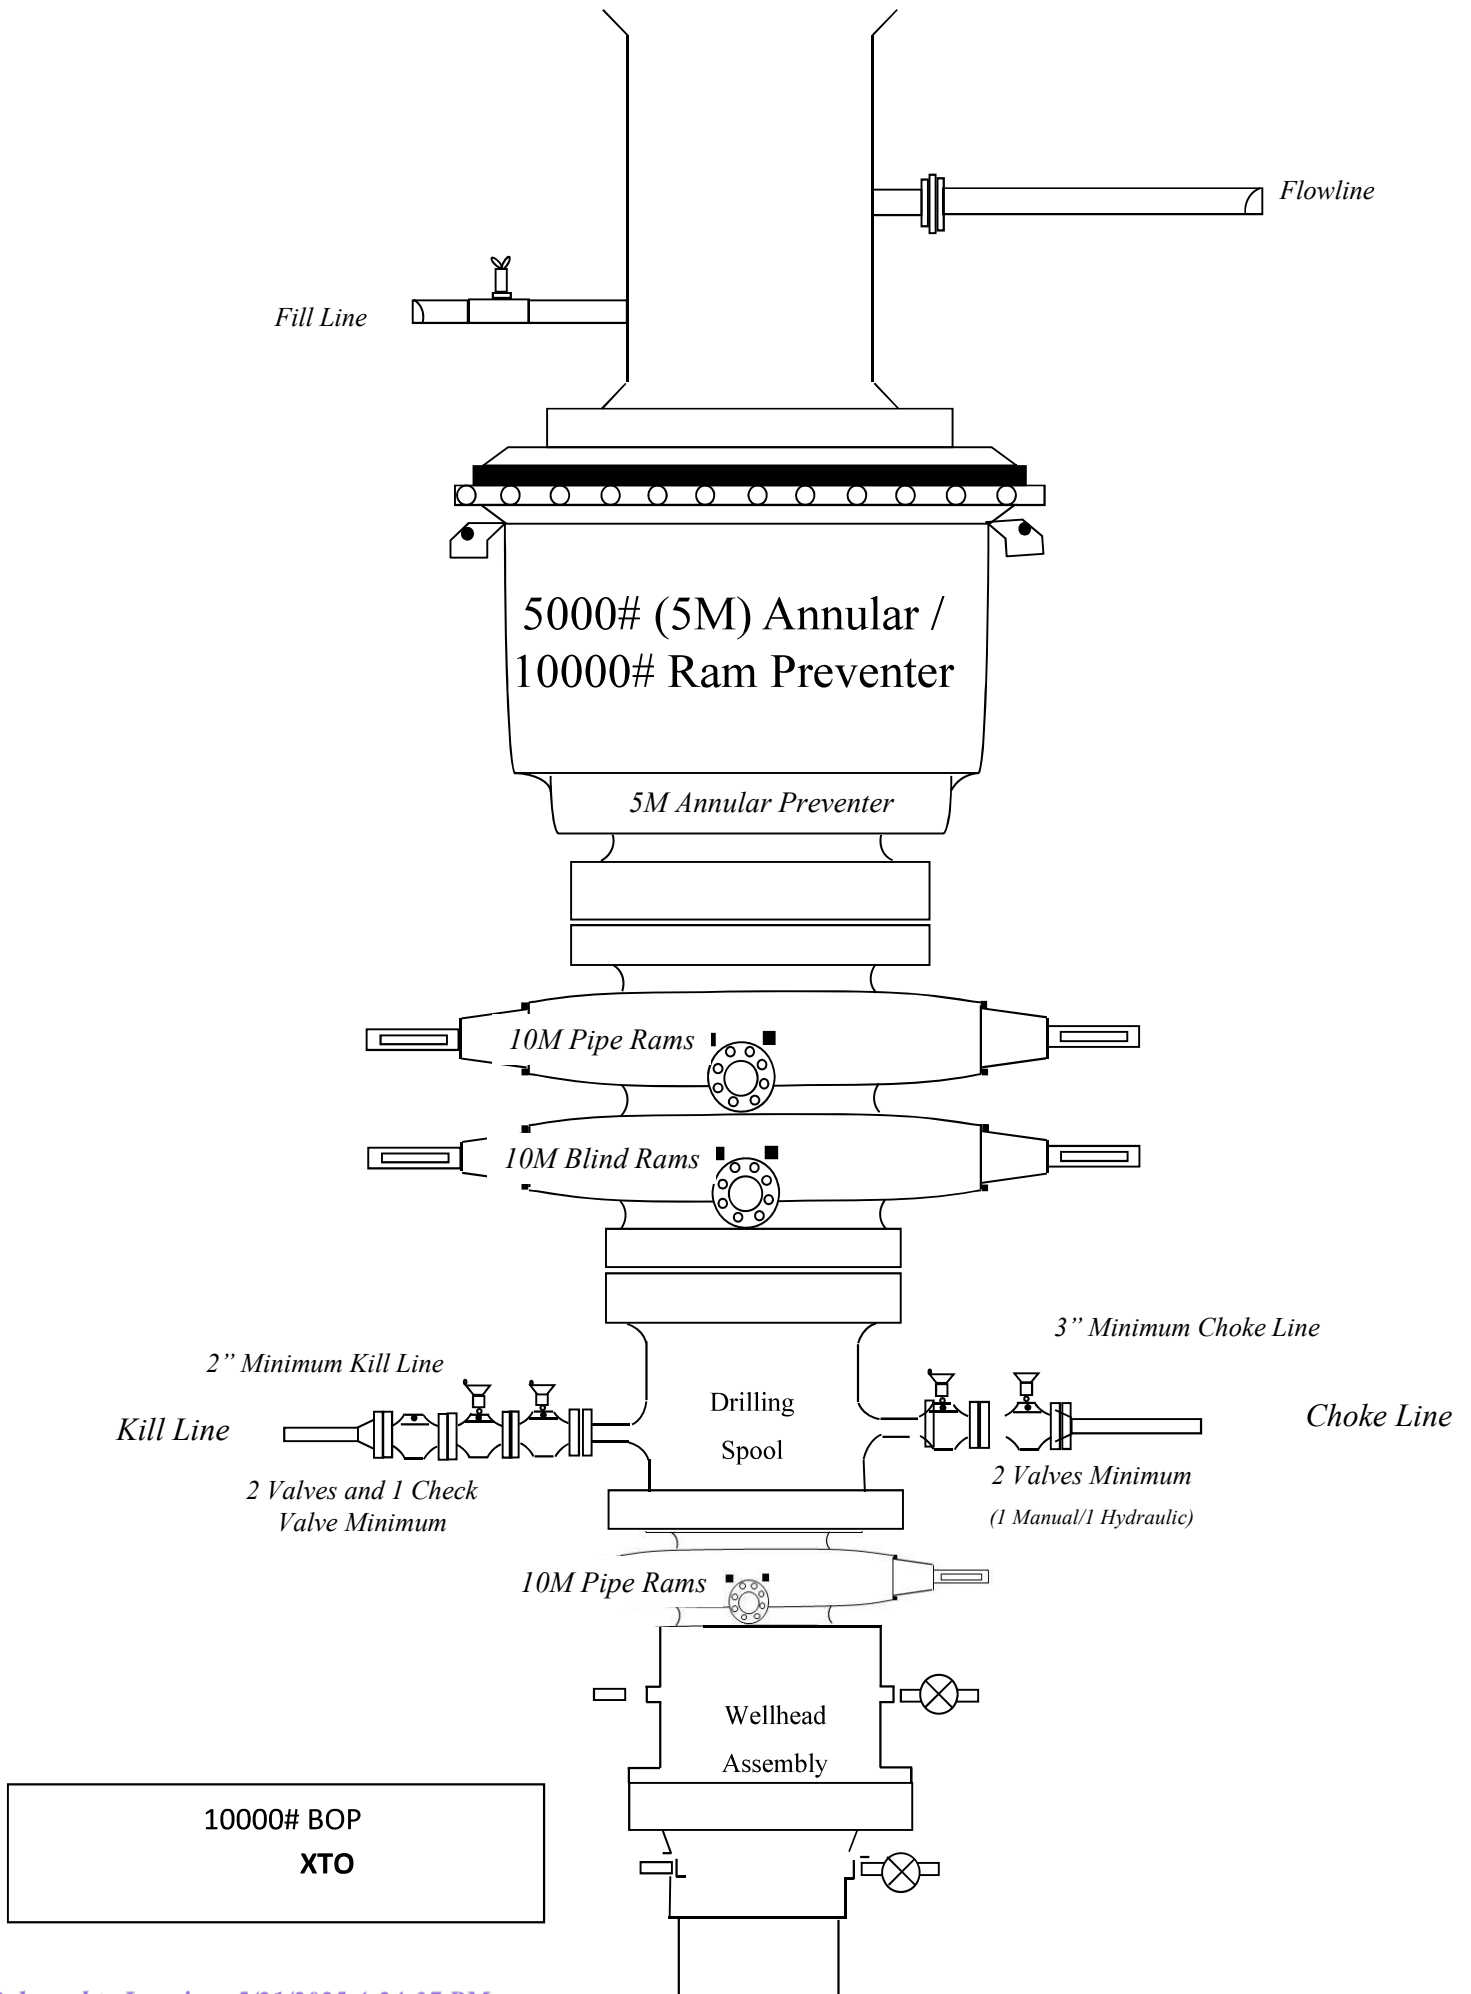 Flowline
Fill Line
5000# (5M) Annular /
10000# Ram Preventer
5M Annular Preventer
10M Pipe Rams
10M Blind Rams
3” Minimum Choke Line
2” Minimum Kill Line
Drilling
Spool
Kill Line
Choke Line
2 Valves and 1 Check
Valve Minimum
2 Valves Minimum
(1 Manual/1 Hydraulic)
10M Pipe Rams
Wellhead
Assembly
10000# BOP
XTO